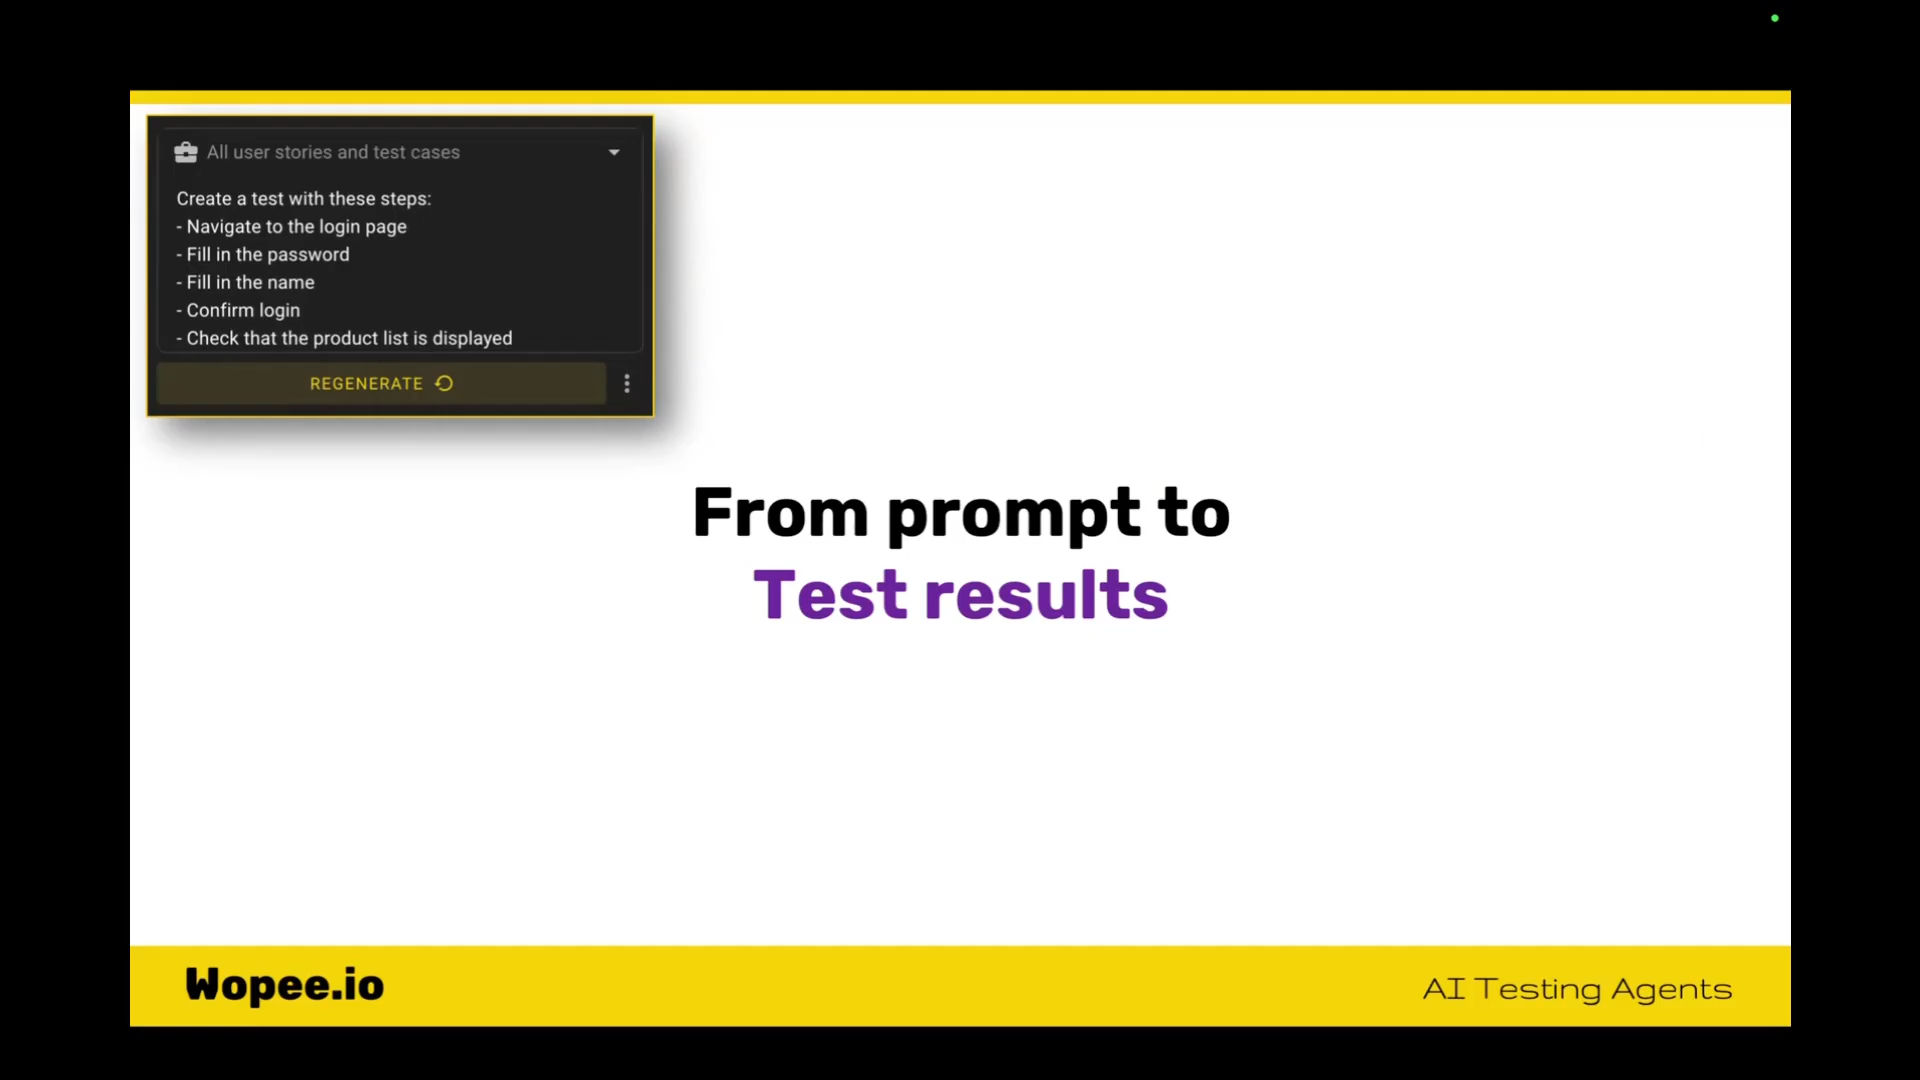 All user stories and test cases
Create a test with these steps:
- Navigate to the login page
- Fill in the password
- Fill in the name
- Confirm login
- Check that the product list is displayed
REGENERATE
From prompt to
Test results
Wopee.io
AI Testing Agents